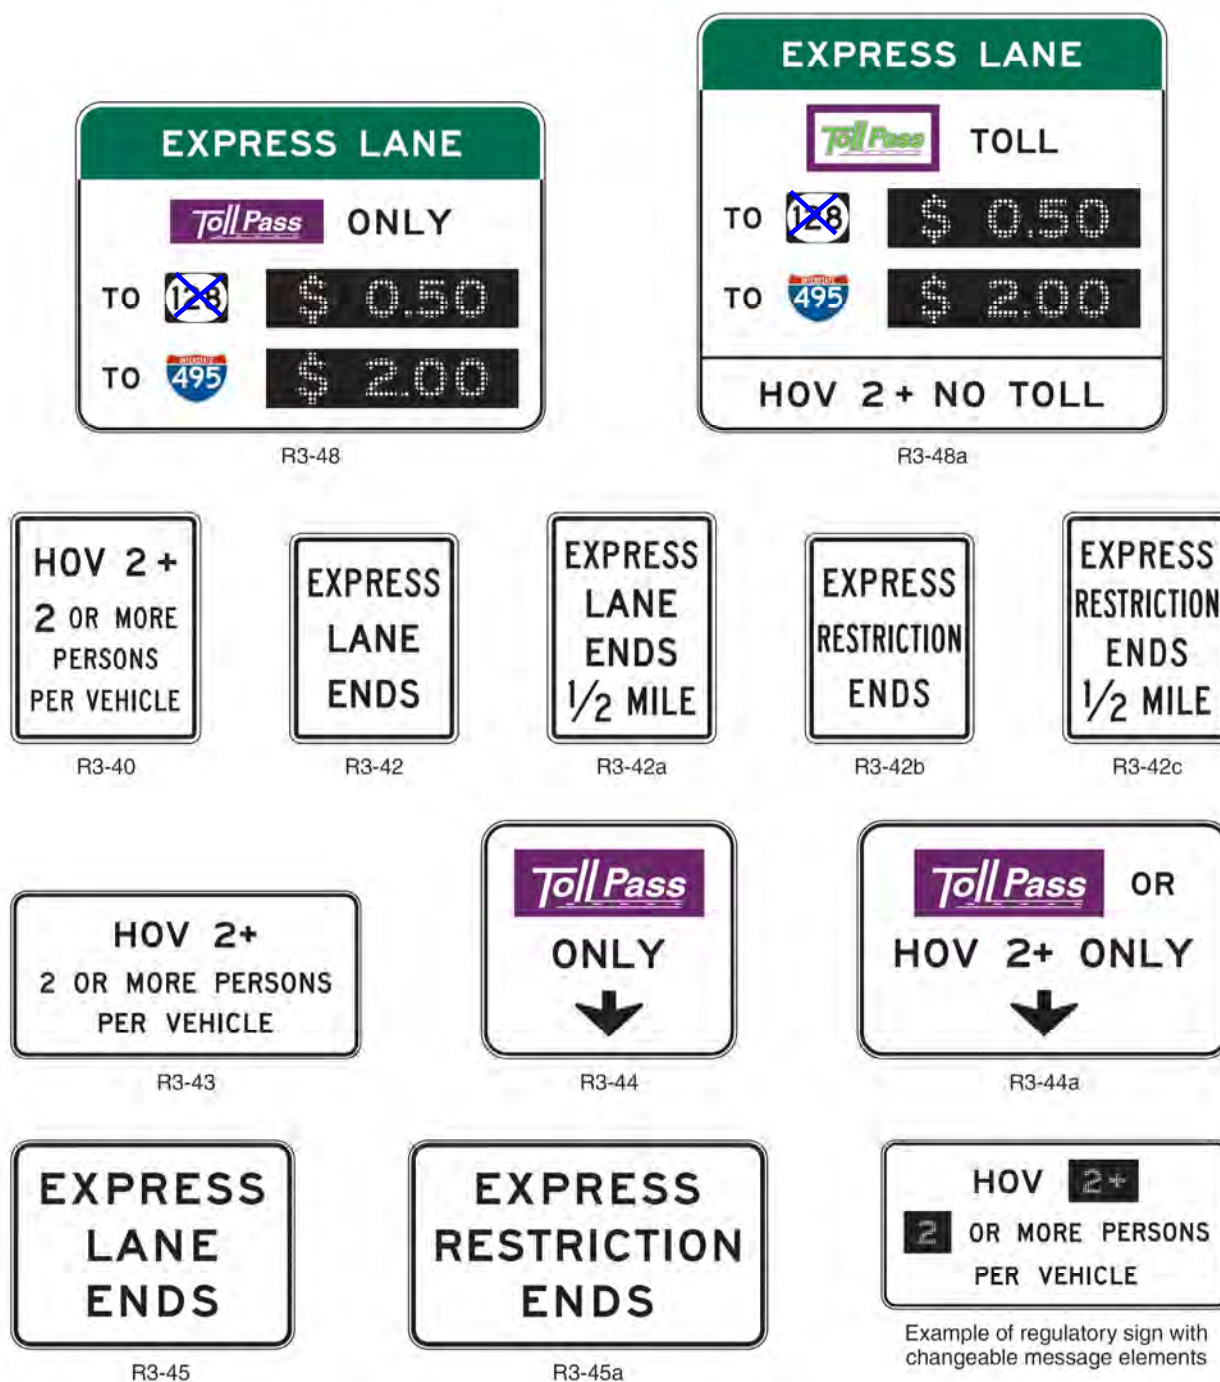 EXPRESS LANE
Toll Pass ONLY
TO 128 $ 0.50
TO INTERSTATE 495 $ 2.00
R3-48
EXPRESS LANE
Toll Pass TOLL
TO 128 $ 0.50
TO INTERSTATE 495 $ 2.00
HOV 2+ NO TOLL
R3-48a
HOV 2+
2 OR MORE
PERSONS
PER VEHICLE
R3-40
EXPRESS
LANE
ENDS
R3-42
EXPRESS
LANE
ENDS
1/2 MILE
R3-42a
EXPRESS
RESTRICTION
ENDS
R3-42b
EXPRESS
RESTRICTION
ENDS
1/2 MILE
R3-42c
HOV 2+
2 OR MORE PERSONS
PER VEHICLE
R3-43
Toll Pass
ONLY
R3-44
Toll Pass OR
HOV 2+ ONLY
R3-44a
EXPRESS
LANE
ENDS
R3-45
EXPRESS
RESTRICTION
ENDS
R3-45a
HOV 2+
2 OR MORE PERSONS
PER VEHICLE
Example of regulatory sign with
changeable message elements